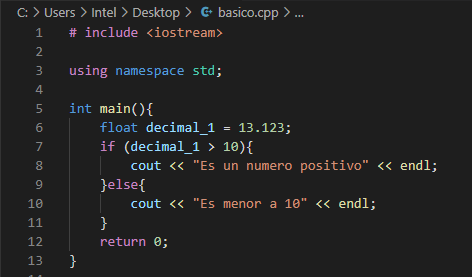 C: > Users > Intel > Desktop > basico.cpp > ...
1 # include <iostream>
2
3 using namespace std;
4
5 int main(){
6     float decimal_1 = 13.123;
7     if (decimal_1 > 10){
8         cout << "Es un numero positivo" << endl;
9     }else{
10         cout << "Es menor a 10" << endl;
11     }
12     return 0;
13 }